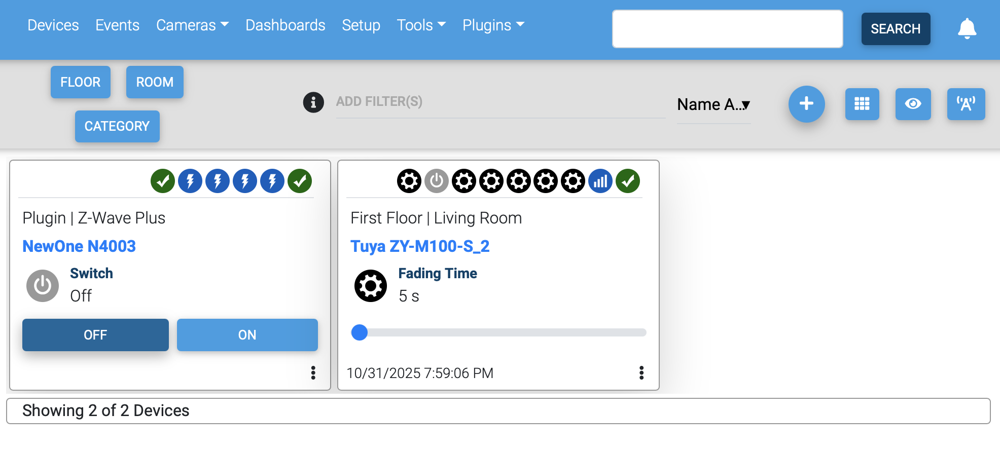 Devices Events Cameras Dashboards Setup Tools Plugins SEARCH
FLOOR ROOM
CATEGORY
ADD FILTER(S)
Name A...
Plugin | Z-Wave Plus
NewOne N4003
Switch
Off
OFF ON
First Floor | Living Room
Tuya ZY-M100-S_2
Fading Time
5 s
10/31/2025 7:59:06 PM
Showing 2 of 2 Devices